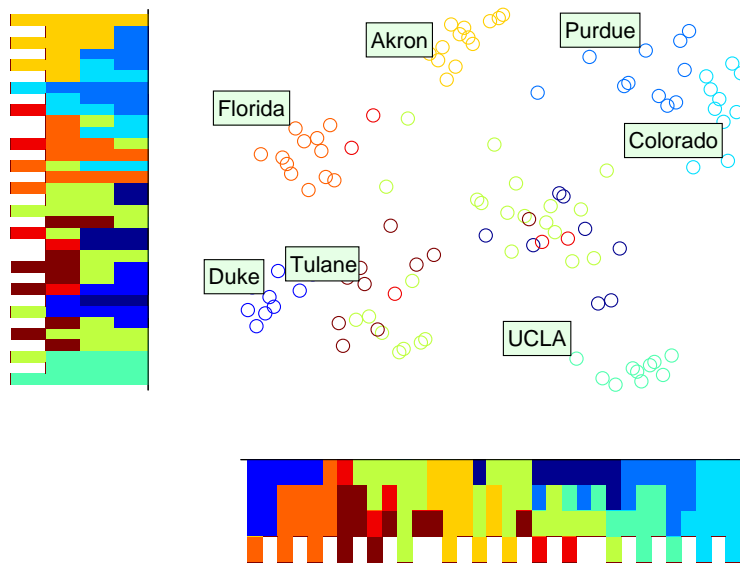 Akron
Purdue
Florida
Colorado
Duke
Tulane
UCLA